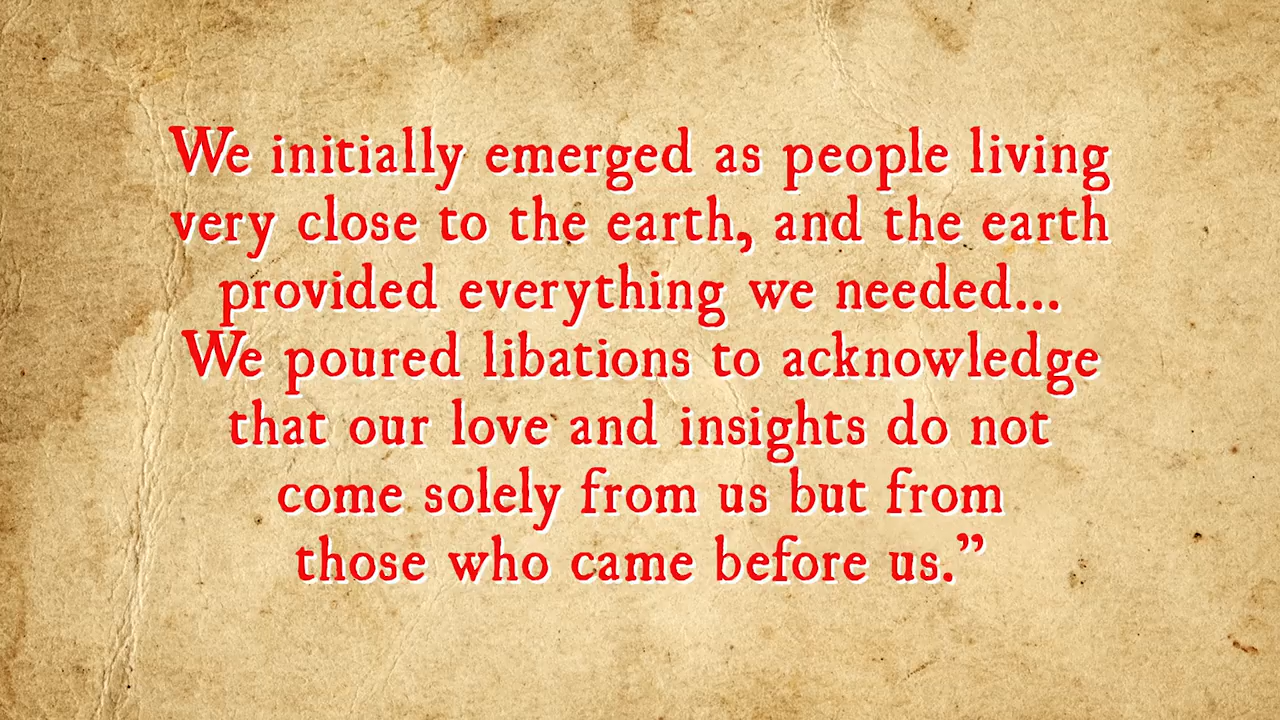 We initially emerged as people living
very close to the earth, and the earth
provided everything we needed...
We poured libations to acknowledge
that our love and insights do not
come solely from us but from
those who came before us.”